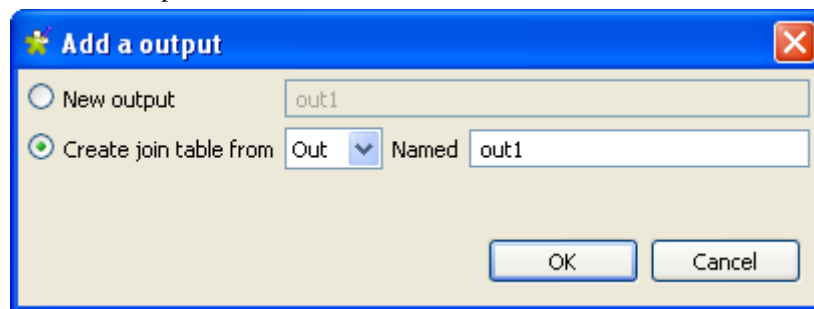 Add a output
New output out1
Create join table from Out Named out1
OK Cancel